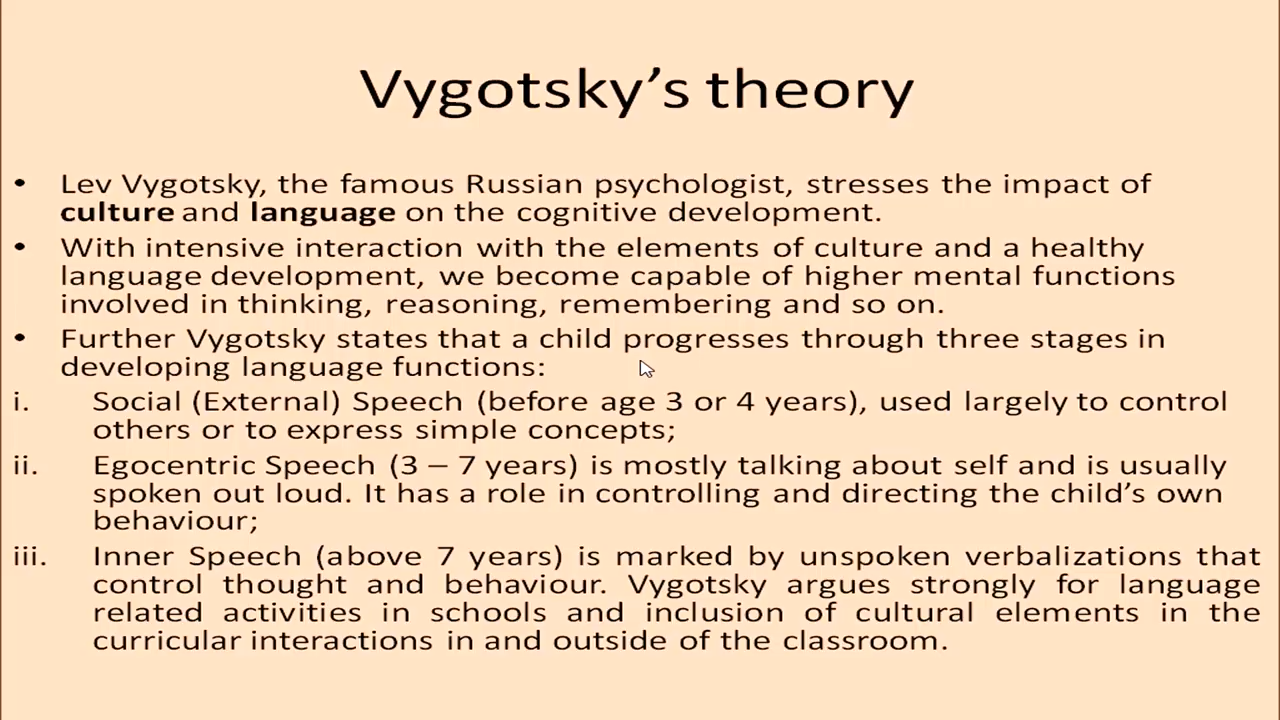 Vygotsky’s theory
• Lev Vygotsky, the famous Russian psychologist, stresses the impact of
culture and language on the cognitive development.
• With intensive interaction with the elements of culture and a healthy
language development, we become capable of higher mental functions
involved in thinking, reasoning, remembering and so on.
• Further Vygotsky states that a child progresses through three stages in
developing language functions:
i. Social (External) Speech (before age 3 or 4 years), used largely to control
others or to express simple concepts;
ii. Egocentric Speech (3 – 7 years) is mostly talking about self and is usually
spoken out loud. It has a role in controlling and directing the child’s own
behaviour;
iii. Inner Speech (above 7 years) is marked by unspoken verbalizations that
control thought and behaviour. Vygotsky argues strongly for language
related activities in schools and inclusion of cultural elements in the
curricular interactions in and outside of the classroom.